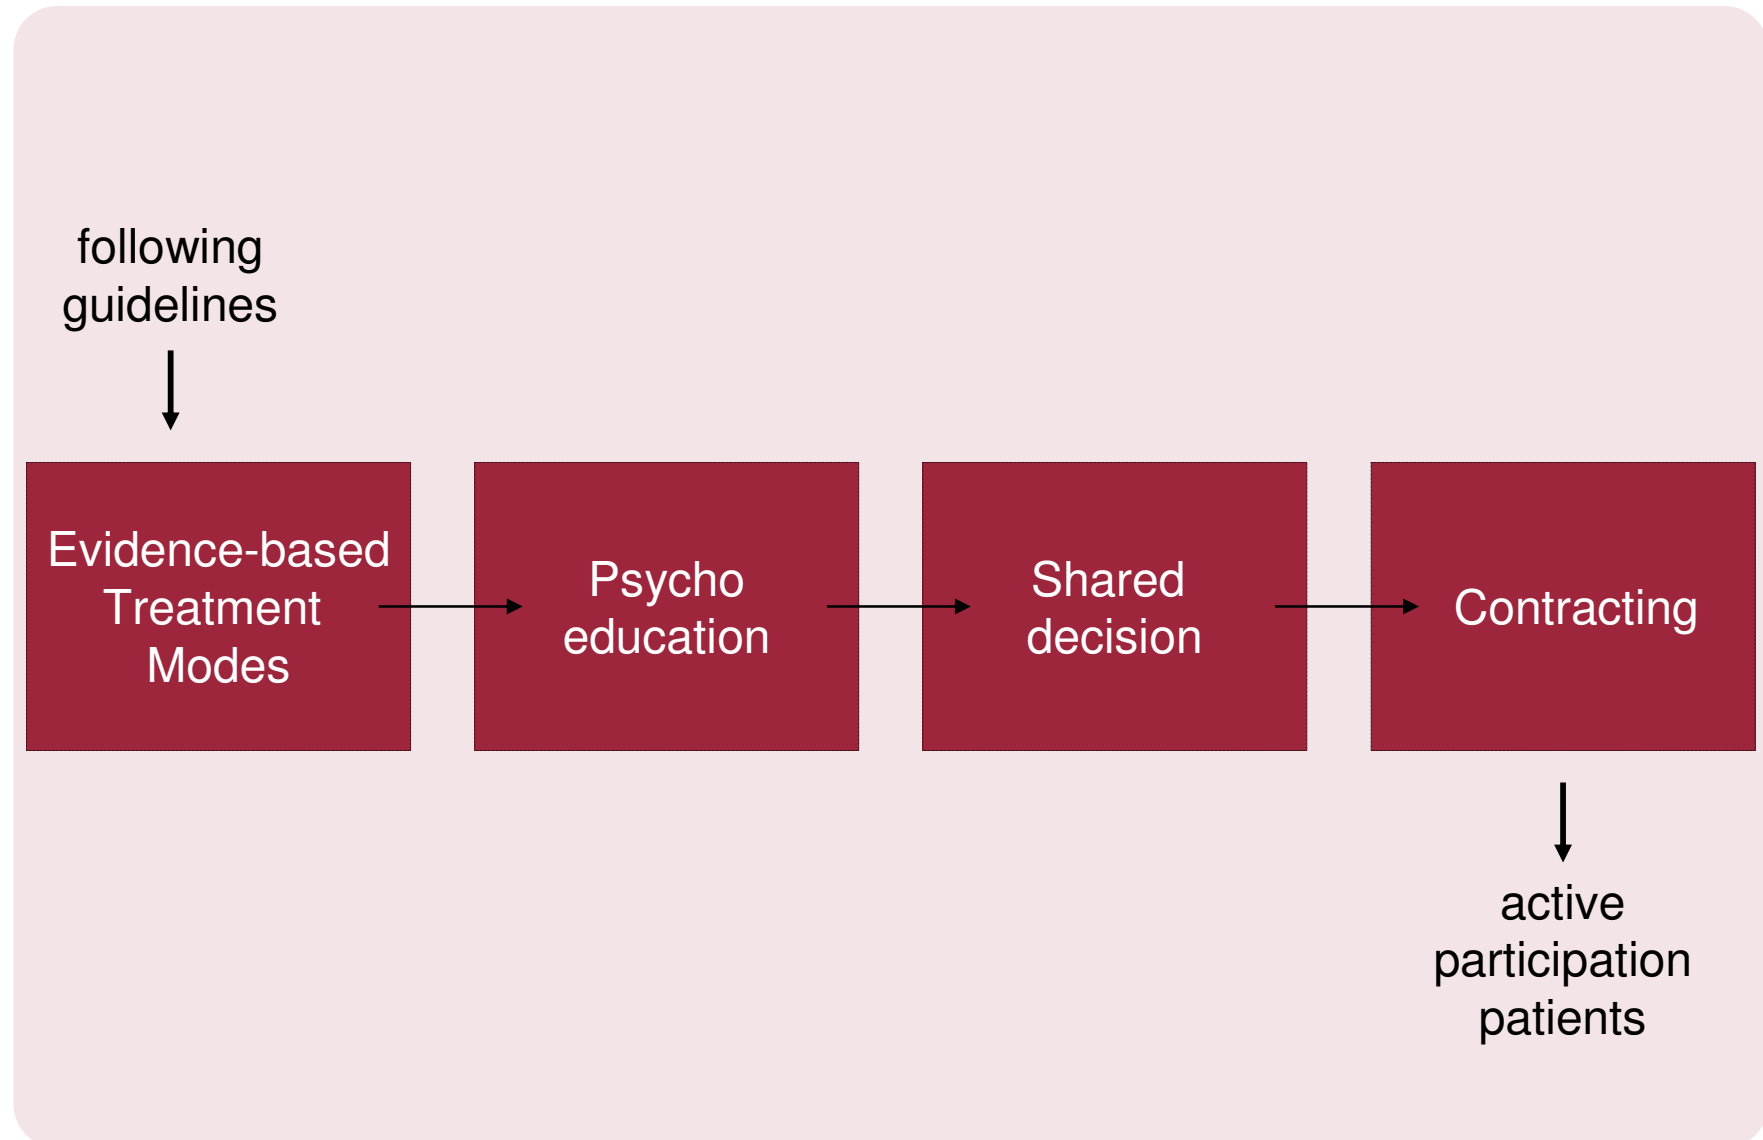 following
guidelines
Evidence-based
Treatment
Modes
Psycho
education
Shared
decision
Contracting
active
participation
patients